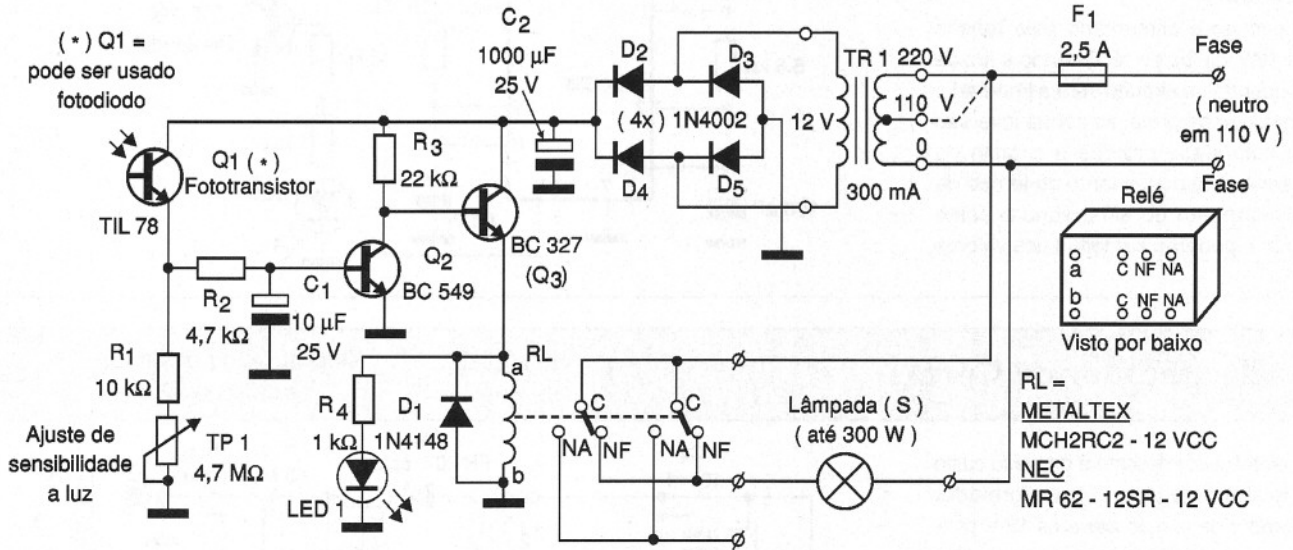 ( * ) Q1 =
pode ser usado
fotodiodo
C2
1000 µF
25 V
D2
D3
( 4x ) 1N4002
D4
D5
12 V
TR 1
220 V
110 V
0
300 mA
F1
2.5 A
Fase
( neutro
em 110 V )
Fase
Q1 ( * )
Fototransistor
TIL 78
R3
22 kΩ
BC 327
(Q3)
Q2
BC 549
R2
4,7 kΩ
C1
10 µF
25 V
R1
10 kΩ
Ajuste de
sensibilidade
a luz
TP 1
4,7 MΩ
R4
1 kΩ
LED 1
D1
1N4148
RL
a
b
C
C
NA
NF
NA
NF
Lâmpada ( S )
( até 300 W )
Rele
a
C NF NA
b
C NF NA
Visto por baixo
RL =
METALTEX
MCH2RC2 - 12 VCC
NEC
MR 62 - 12SR - 12 VCC